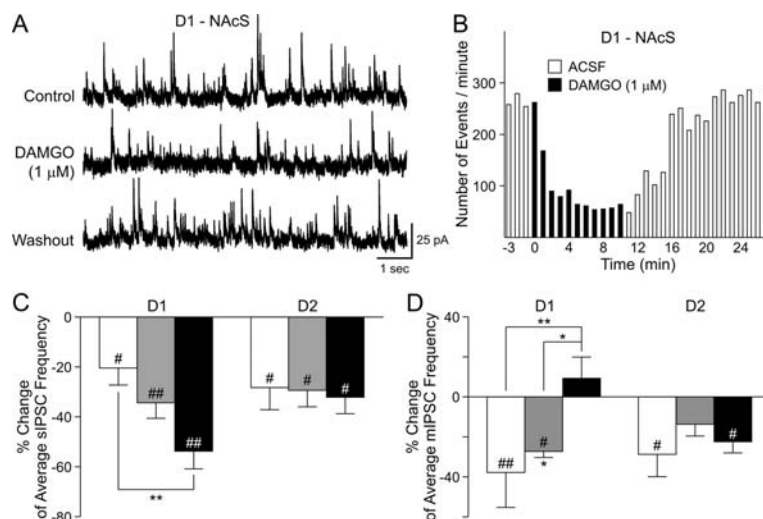 A
D1 - NAcS
Control
DAMGO
(1 µM)
Washout
25 pA
1 sec
B
D1 - NAcS
ACSF
DAMGO (1 µM)
Number of Events / minute
300
200
100
-3 0 4 8 12 16 20 24
Time (min)
C
D1 D2
% Change
of Average sIPSC Frequency
0
-20
-40
-60
-80
# ## ## # # #
**
D
D1 D2
% Change
of Average mIPSC Frequency
40
20
0
-20
-40
**
*
## # # #
*